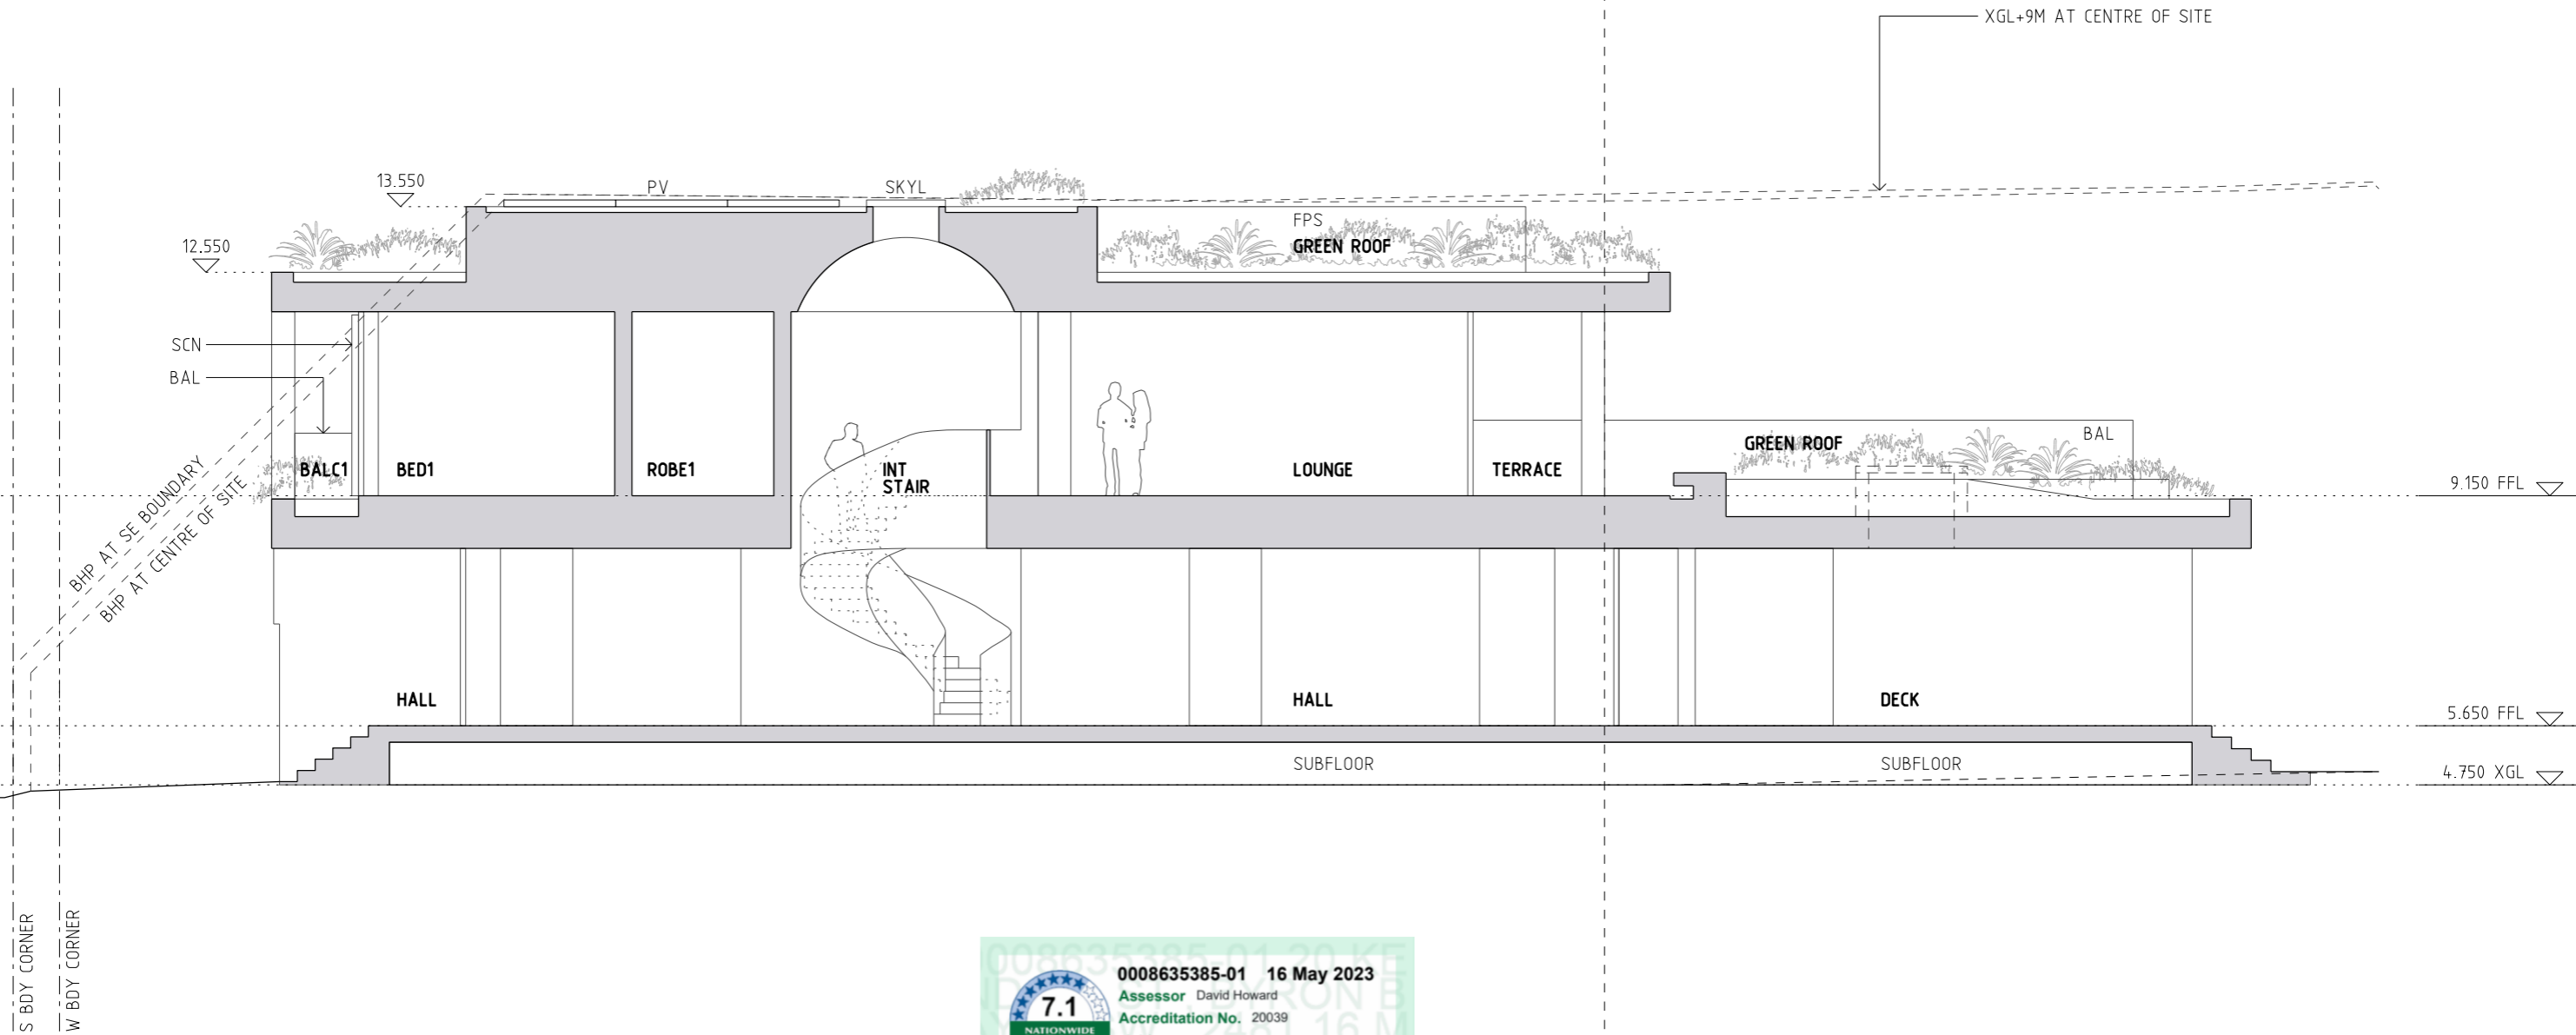 XGL+9M AT CENTRE OF SITE
13.550
PV
SKYL
FPS
GREEN ROOF
12.550
SCN
BAL
BALC1
BED1
ROBE1
INT
STAIR
LOUNGE
TERRACE
GREEN ROOF
BAL
9.150 FFL
BHP AT SE BOUNDARY
BHP AT CENTRE OF SITE
HALL
HALL
DECK
5.650 FFL
SUBFLOOR
SUBFLOOR
4.750 XGL
S BDY CORNER
W BDY CORNER
0008635385-01 16 May 2023
Assessor David Howard
Accreditation No. 20039
7.1
NATIONWIDE